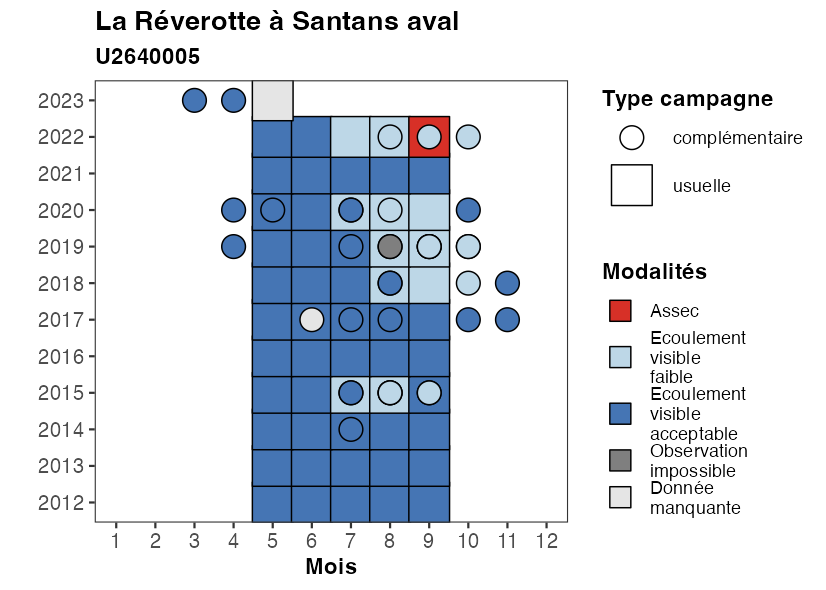 La Réverotte à Santans aval
U2640005
2023
2022
2021
2020
2019
2018
2017
2016
2015
2014
2013
2012
1 2 3 4 5 6 7 8 9 10 11 12
Mois
Type campagne
complémentaire
usuelle
Modalités
Assec
Ecoulement
visible
faible
Ecoulement
visible
acceptable
Observation
impossible
Donnée
manquante